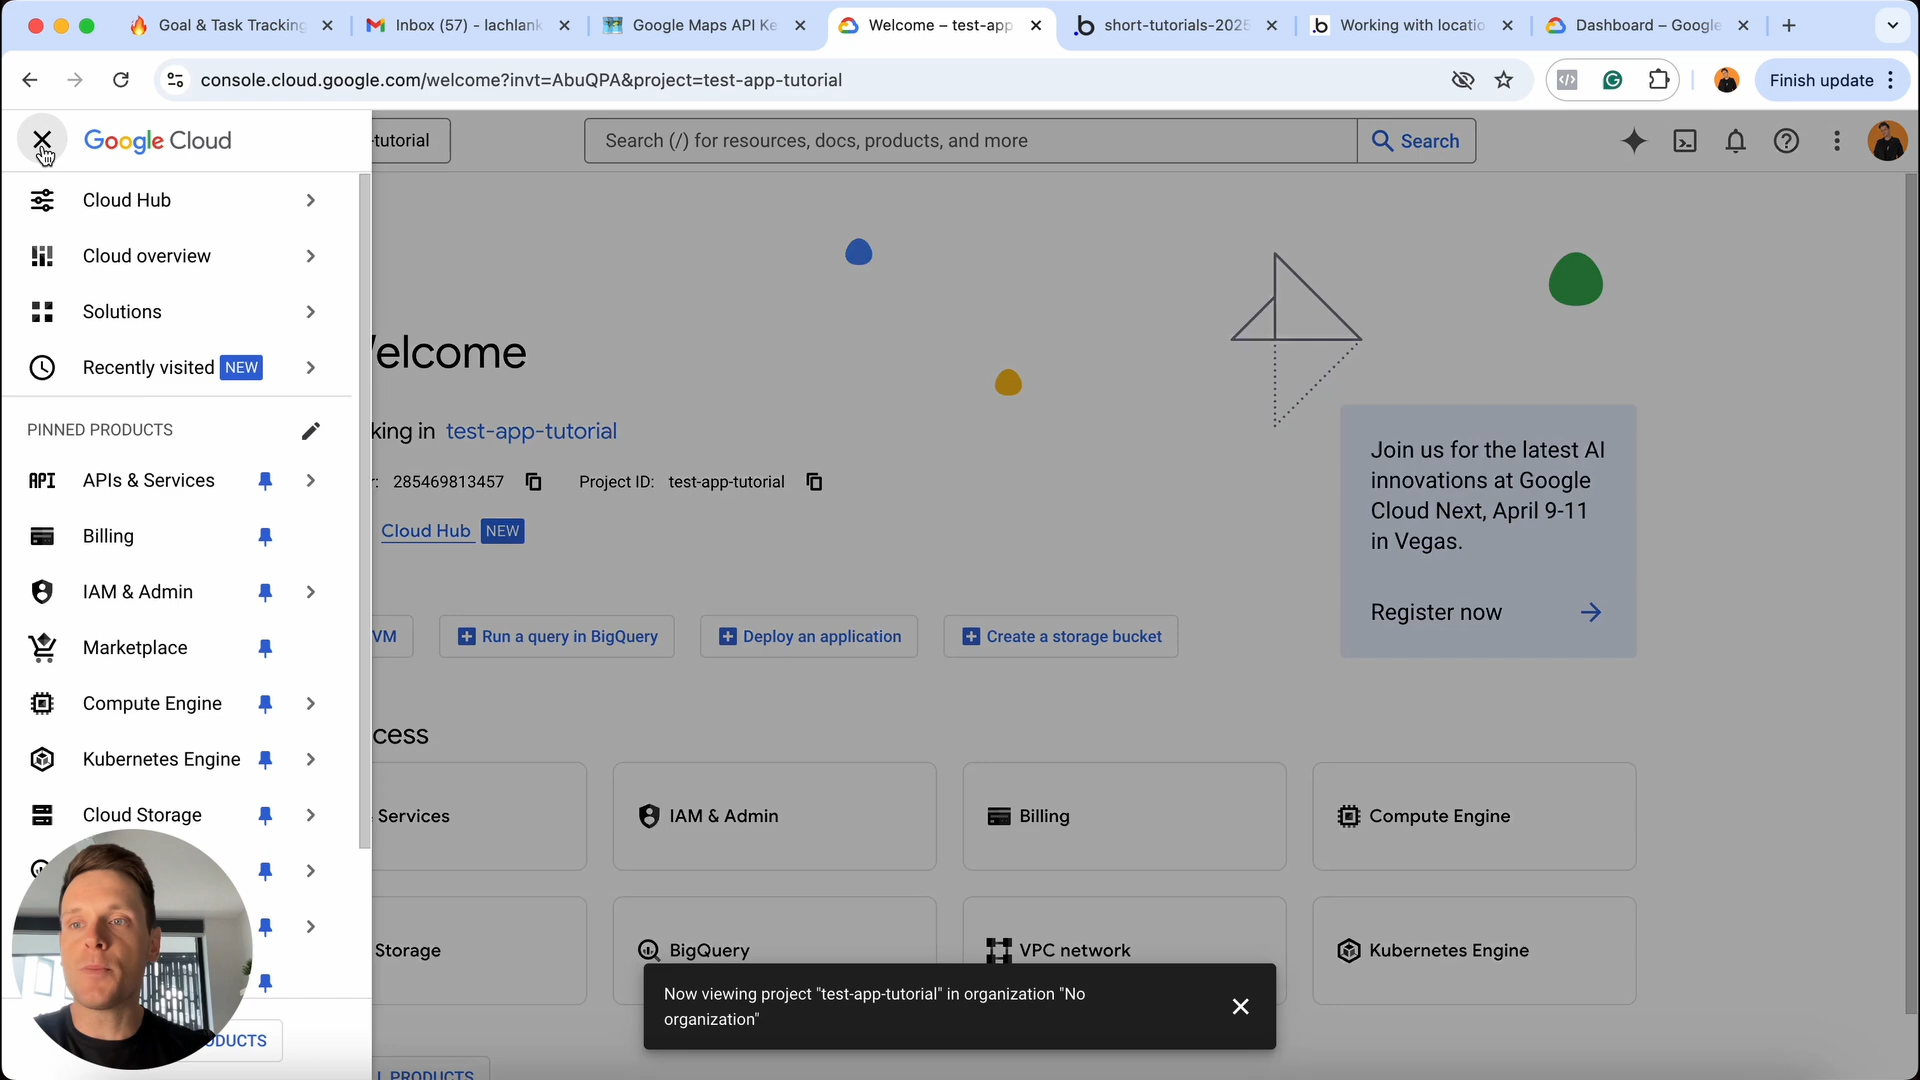 Goal & Task Tracking
Inbox (57) - lachlank
Google Maps API Ke
Welcome – test-app
short-tutorials-2025
Working with locatio
Dashboard – Google
console.cloud.google.com/welcome?invt=AbuQPA&project=test-app-tutorial
Finish update
Google Cloud
-tutorial
Search (/) for resources, docs, products, and more
Search
Cloud Hub
Cloud overview
Solutions
Recently visited NEW
PINNED PRODUCTS
API APIs & Services
Billing
IAM & Admin
Marketplace
Compute Engine
Kubernetes Engine
Cloud Storage
ODUCTS
Welcome
king in test-app-tutorial
r: 285469813457 Project ID: test-app-tutorial
Cloud Hub NEW
VM
Run a query in BigQuery
Deploy an application
Create a storage bucket
Join us for the latest AI
innovations at Google
Cloud Next, April 9-11
in Vegas.
Register now
cess
Services
IAM & Admin
Billing
Compute Engine
Storage
BigQuery
VPC network
Kubernetes Engine
Now viewing project "test-app-tutorial" in organization "No
organization"
L PRODUCTS